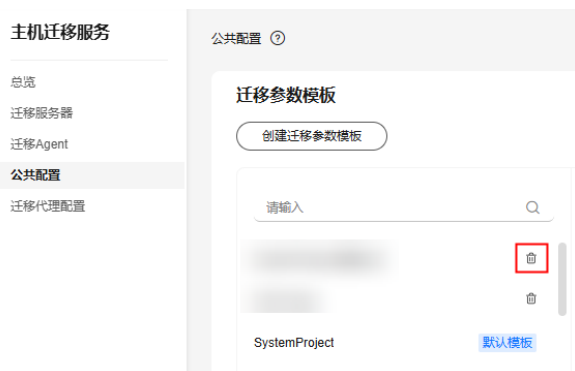 主机迁移服务
总览
迁移服务器
迁移Agent
公共配置
迁移代理配置
公共配置
迁移参数模板
创建迁移参数模板
请输入
SystemProject 默认模板